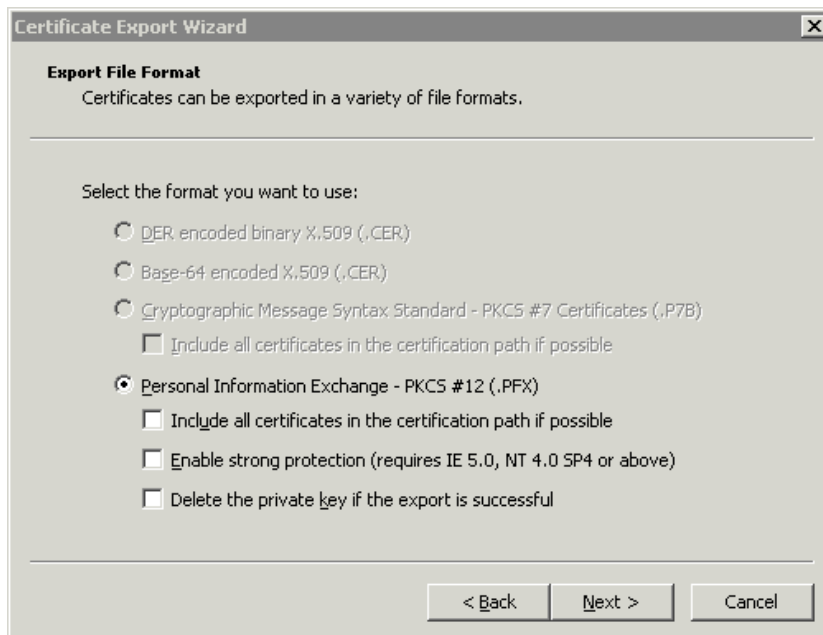 Certificate Export Wizard
Export File Format
Certificates can be exported in a variety of file formats.
Select the format you want to use:
DER encoded binary X.509 (.CER)
Base-64 encoded X.509 (.CER)
Cryptographic Message Syntax Standard - PKCS #7 Certificates (.P7B)
Include all certificates in the certification path if possible
Personal Information Exchange - PKCS #12 (.PFX)
Include all certificates in the certification path if possible
Enable strong protection (requires IE 5.0, NT 4.0 SP4 or above)
Delete the private key if the export is successful
< Back Next > Cancel